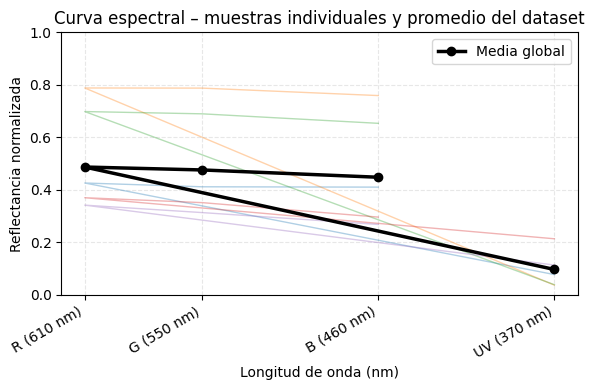 Curva espectral – muestras individuales y promedio del dataset
Reflectancia normalizada
1.0
0.8
0.6
0.4
0.2
0.0
Media global
R (610 nm)
G (550 nm)
B (460 nm)
UV (370 nm)
Longitud de onda (nm)